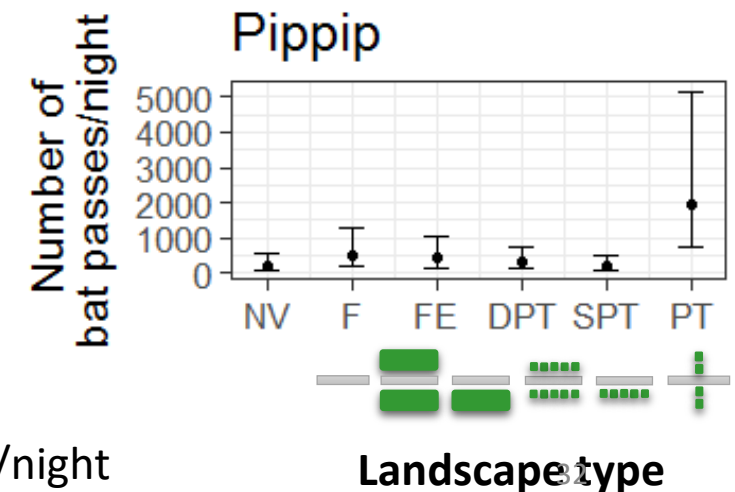 Pippip
Number of
bat passes/night
5000
4000
3000
2000
1000
0
NV F FE DPT SPT PT
/night
Landscape type
32